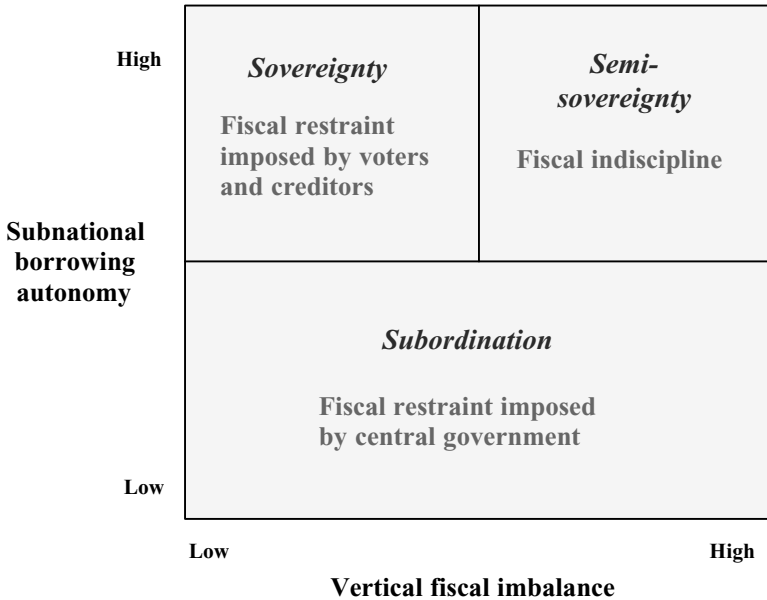 High
Sovereignty
Fiscal restraint
imposed by voters
and creditors
Semi-
sovereignty
Fiscal indiscipline
Subnational
borrowing
autonomy
Subordination
Fiscal restraint imposed
by central government
Low
Low
High
Vertical fiscal imbalance